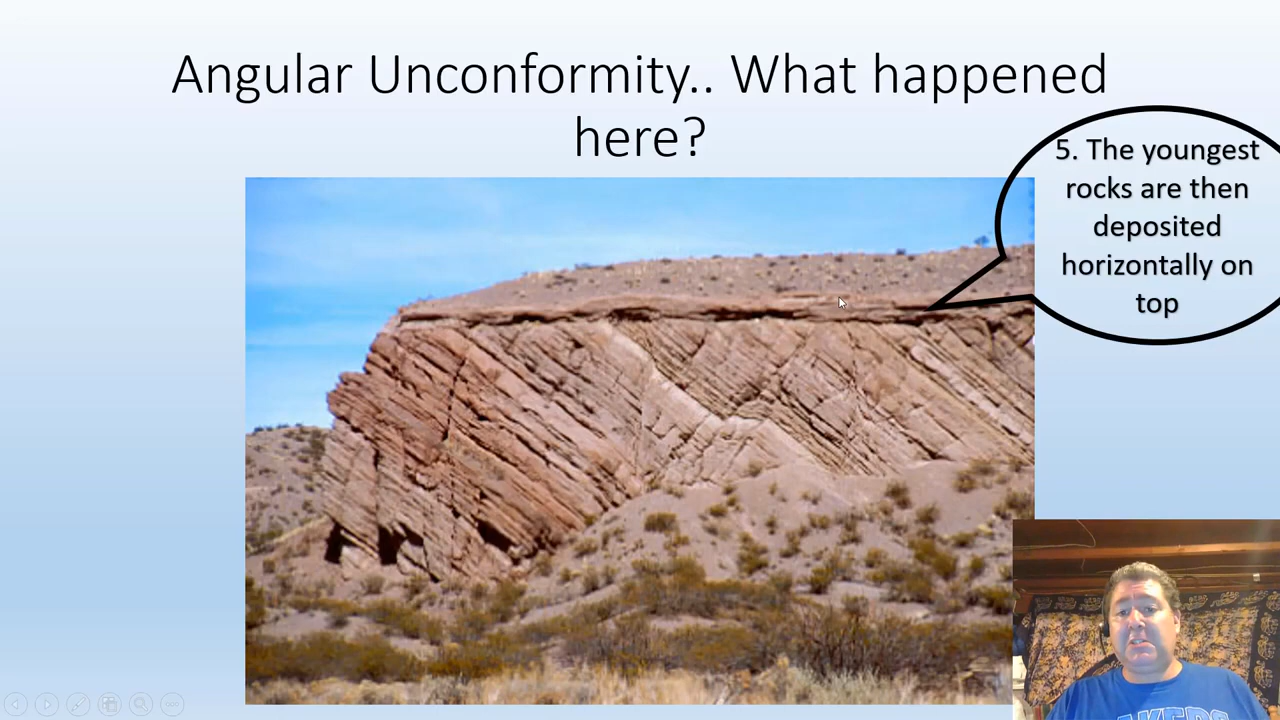 Angular Unconformity.. What happened
here?
5. The youngest
rocks are then
deposited
horizontally on
top